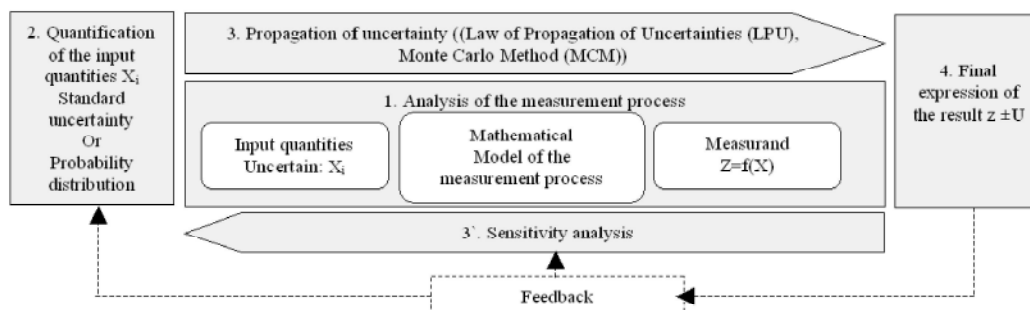 2. Quantification
of the input
quantities Xi
Standard
uncertainty
Or
Probability
distribution
3. Propagation of uncertainty ((Law of Propagation of Uncertainties (LPU),
Monte Carlo Method (MCM))
1. Analysis of the measurement process
Input quantities
Uncertain: Xi
Mathematical
Model of the
measurement process
Measurand
Z=f(X)
3`. Sensitivity analysis
4. Final
expression of
the result z ±U
Feedback